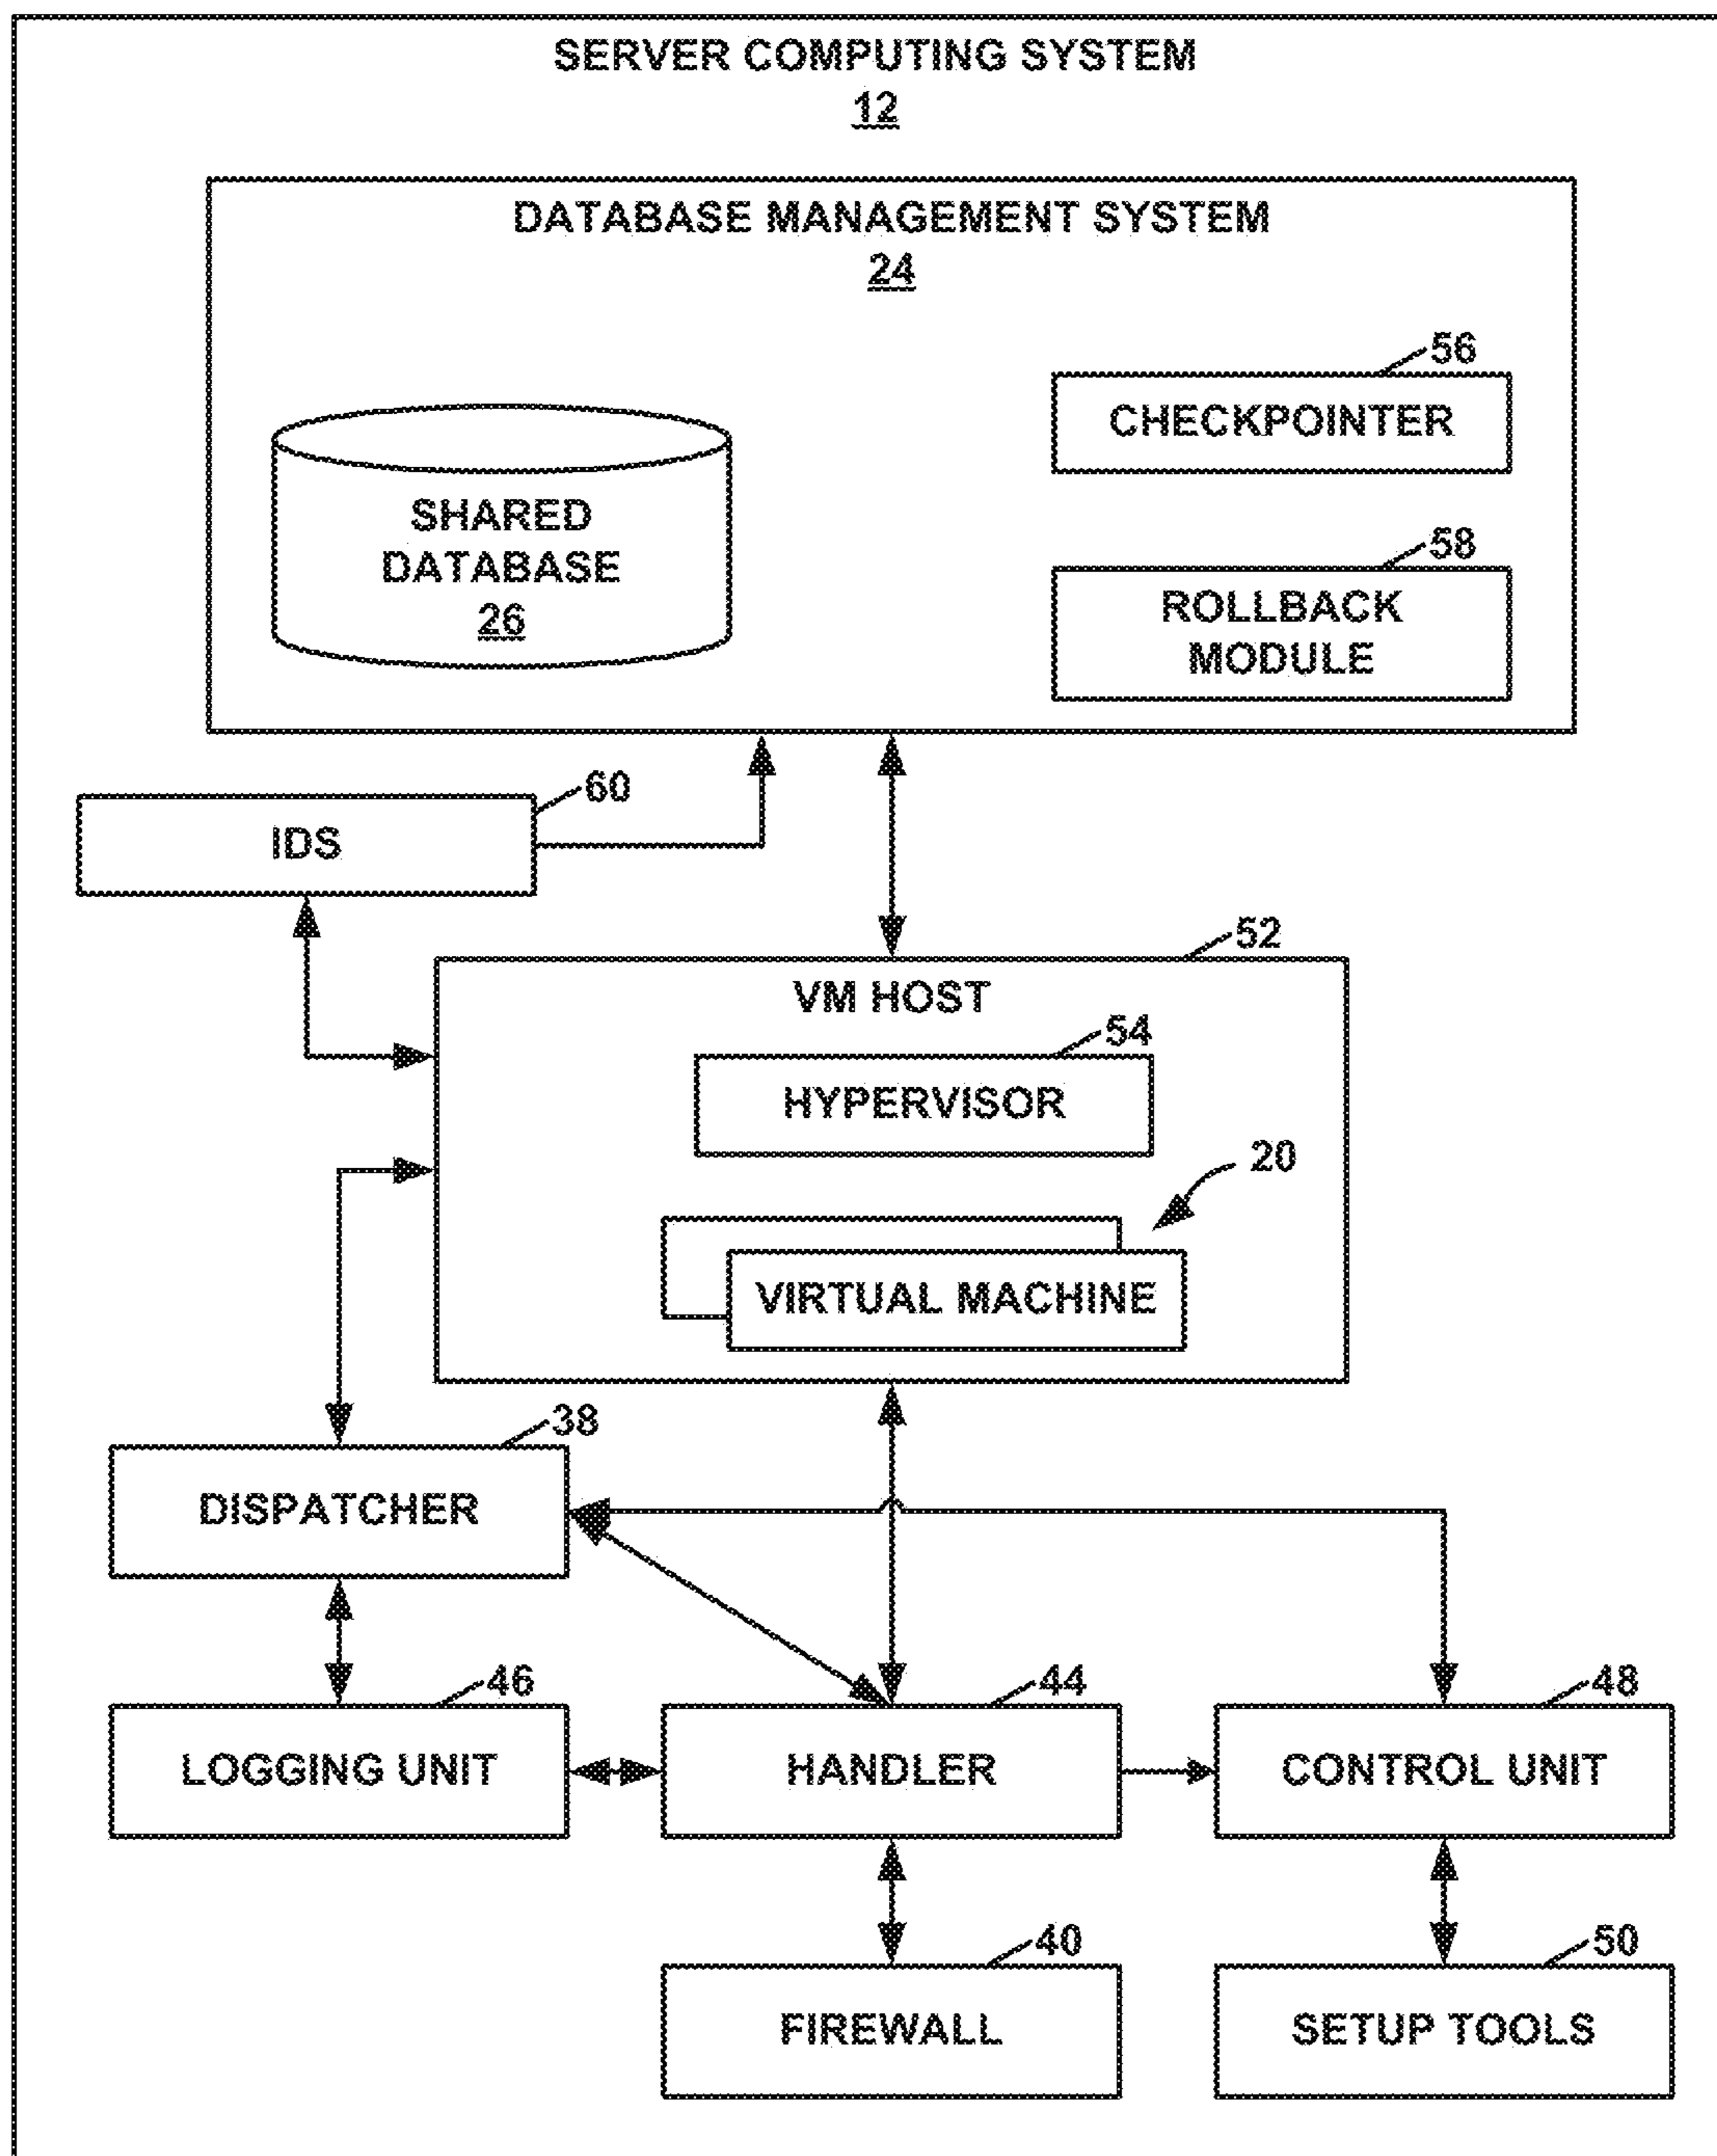 SERVER COMPUTING SYSTEM
12
DATABASE MANAGEMENT SYSTEM
24
56
CHECKPOINTER
SHARED
DATABASE
26
58
ROLLBACK
MODULE
60
IDS
52
VM HOST
54
HYPERVISOR
20
VIRTUAL MACHINE
38
DISPATCHER
46
LOGGING UNIT
44
HANDLER
48
CONTROL UNIT
40
FIREWALL
50
SETUP TOOLS